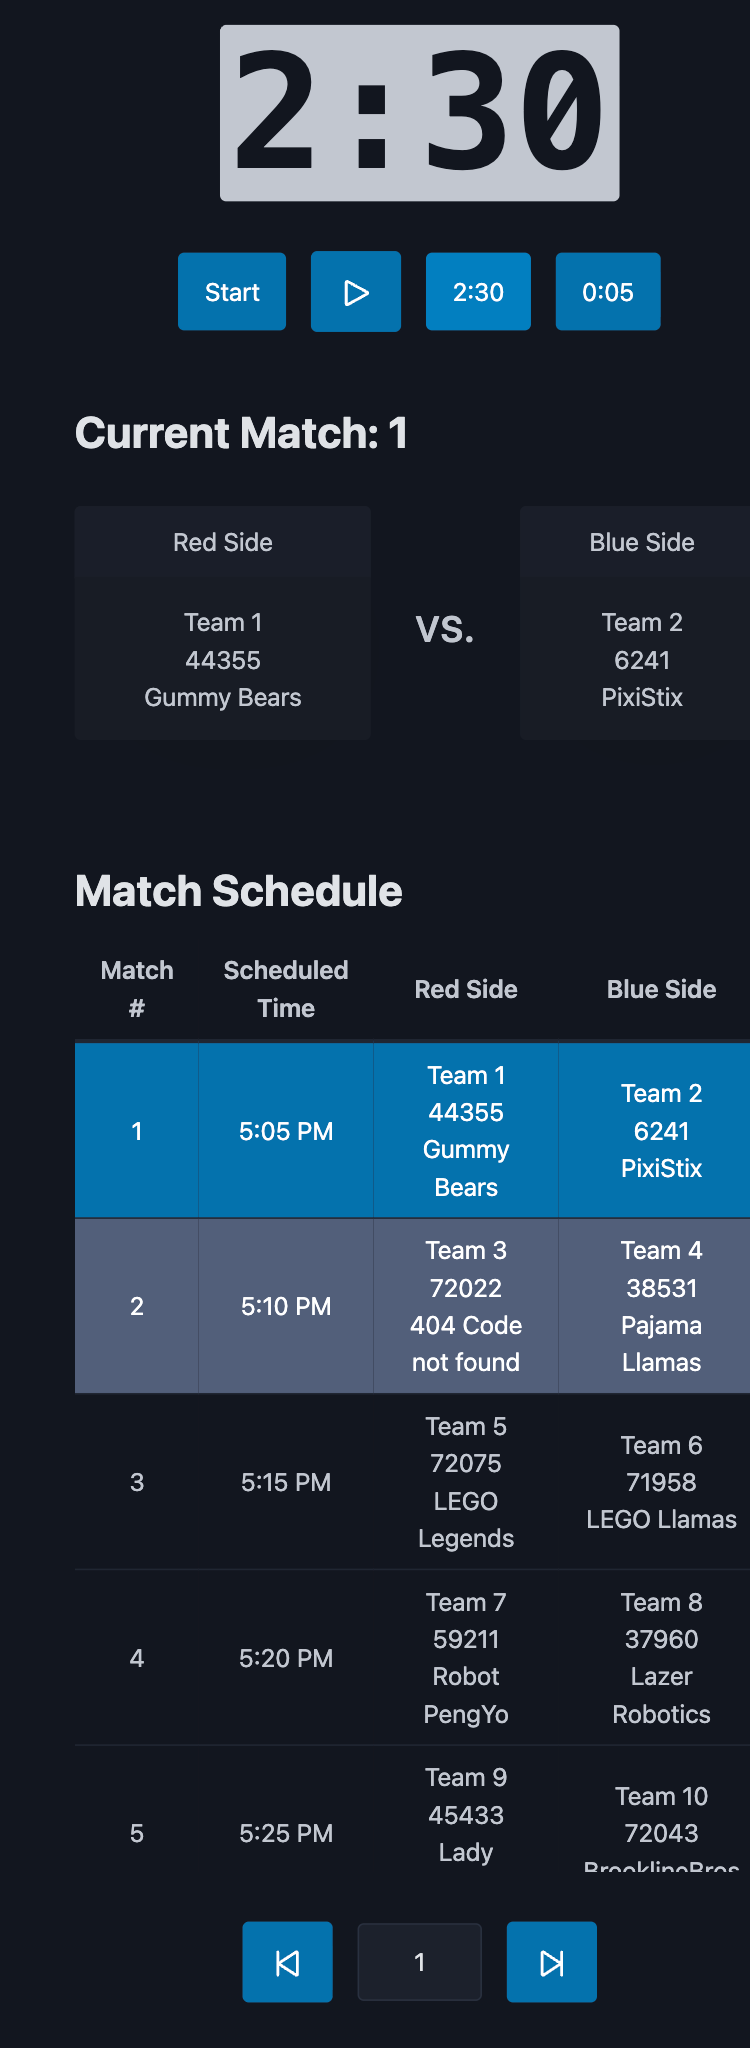 2:30
Start
2:30
0:05
Current Match: 1
Red Side
Team 1
44355
Gummy Bears
VS.
Blue Side
Team 2
6241
PixiStix
Match Schedule
Match
#
Scheduled
Time
Red Side
Blue Side
1
5:05 PM
Team 1
44355
Gummy
Bears
Team 2
6241
PixiStix
2
5:10 PM
Team 3
72022
404 Code
not found
Team 4
38531
Pajama
Llamas
3
5:15 PM
Team 5
72075
LEGO
Legends
Team 6
71958
LEGO Llamas
4
5:20 PM
Team 7
59211
Robot
PengYo
Team 8
37960
Lazer
Robotics
5
5:25 PM
Team 9
45433
Lady
Team 10
72043
BrooklineBros
1